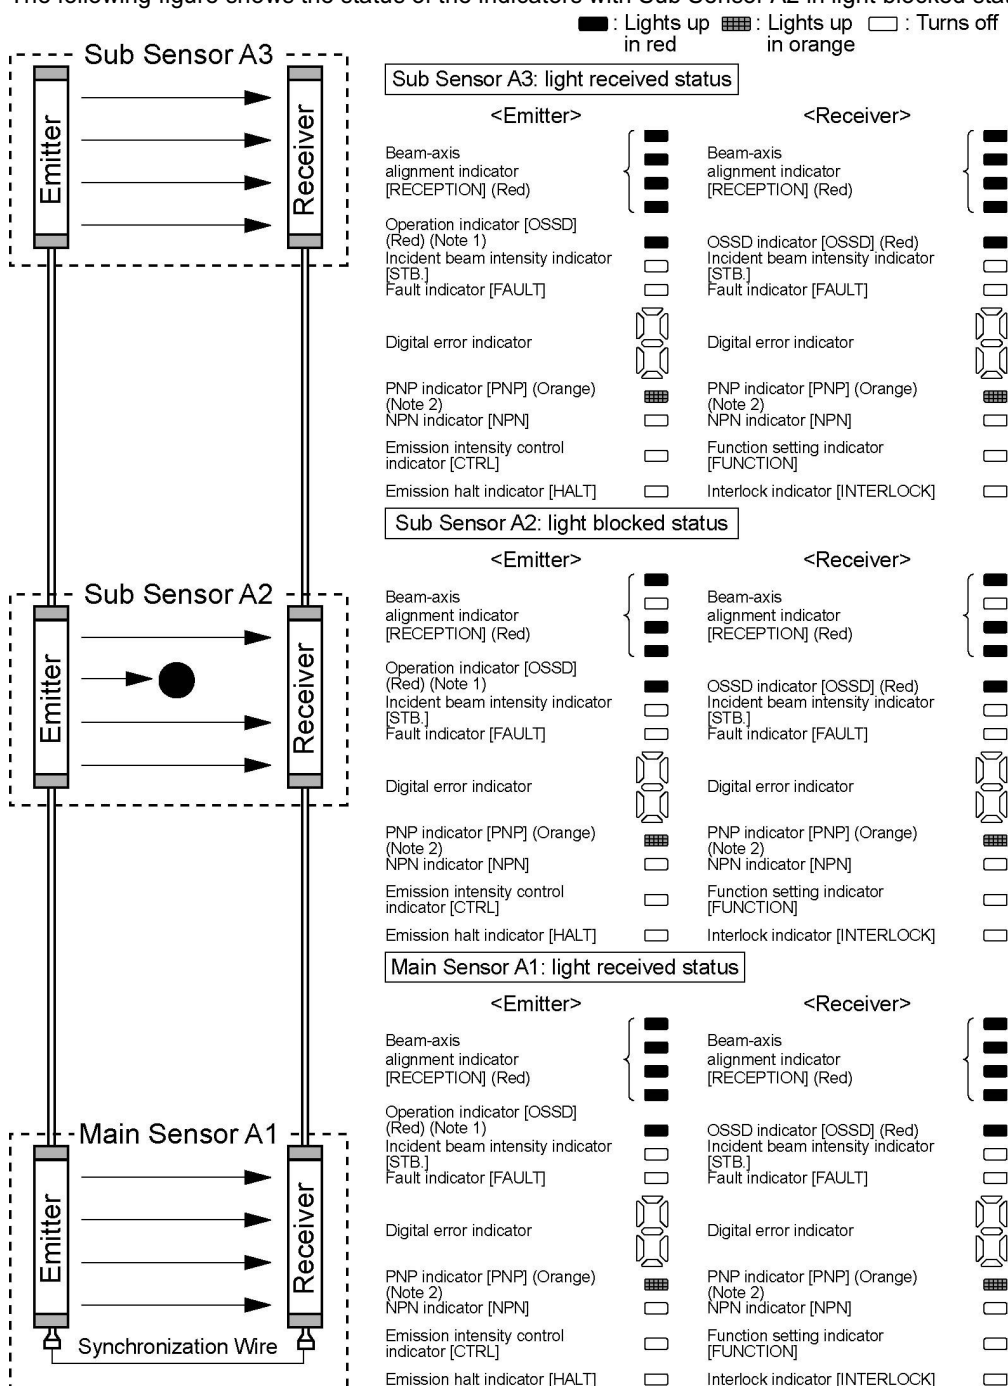 The following figure shows the status of the indicators with Sub Sensor A2 in light blocked
: Lights up in red
: Lights up in orange
: Turns off
Sub Sensor A3
Emitter
Receiver
Sub Sensor A3: light received status
<Emitter>
Beam-axis
alignment indicator
[RECEPTION] (Red)
Operation indicator [OSSD]
(Red) (Note 1)
Incident beam intensity indicator
[STB.]
Fault indicator [FAULT]
Digital error indicator
PNP indicator [PNP] (Orange)
(Note 2)
NPN indicator [NPN]
Emission intensity control
indicator [CTRL]
Emission halt indicator [HALT]
<Receiver>
Beam-axis
alignment indicator
[RECEPTION] (Red)
OSSD indicator [OSSD] (Red)
Incident beam intensity indicator
[STB.]
Fault indicator [FAULT]
Digital error indicator
PNP indicator [PNP] (Orange)
(Note 2)
NPN indicator [NPN]
Function setting indicator
[FUNCTION]
Interlock indicator [INTERLOCK]
Sub Sensor A2
Emitter
Receiver
Sub Sensor A2: light blocked status
<Emitter>
Beam-axis
alignment indicator
[RECEPTION] (Red)
Operation indicator [OSSD]
(Red) (Note 1)
Incident beam intensity indicator
[STB.]
Fault indicator [FAULT]
Digital error indicator
PNP indicator [PNP] (Orange)
(Note 2)
NPN indicator [NPN]
Emission intensity control
indicator [CTRL]
Emission halt indicator [HALT]
<Receiver>
Beam-axis
alignment indicator
[RECEPTION] (Red)
OSSD indicator [OSSD] (Red)
Incident beam intensity indicator
[STB.]
Fault indicator [FAULT]
Digital error indicator
PNP indicator [PNP] (Orange)
(Note 2)
NPN indicator [NPN]
Function setting indicator
[FUNCTION]
Interlock indicator [INTERLOCK]
Main Sensor A1
Emitter
Receiver
Synchronization Wire
Main Sensor A1: light received status
<Emitter>
Beam-axis
alignment indicator
[RECEPTION] (Red)
Operation indicator [OSSD]
(Red) (Note 1)
Incident beam intensity indicator
[STB.]
Fault indicator [FAULT]
Digital error indicator
PNP indicator [PNP] (Orange)
(Note 2)
NPN indicator [NPN]
Emission intensity control
indicator [CTRL]
Emission halt indicator [HALT]
<Receiver>
Beam-axis
alignment indicator
[RECEPTION] (Red)
OSSD indicator [OSSD] (Red)
Incident beam intensity indicator
[STB.]
Fault indicator [FAULT]
Digital error indicator
PNP indicator [PNP] (Orange)
(Note 2)
NPN indicator [NPN]
Function setting indicator
[FUNCTION]
Interlock indicator [INTERLOCK]